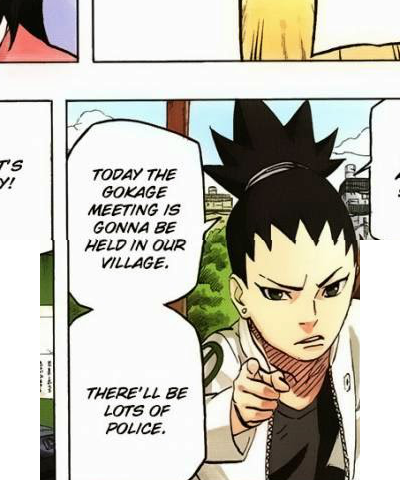 TODAY THE
GOKAGE
MEETING IS
GONNA BE
HELD IN OUR
VILLAGE.
THERE'LL BE
LOTS OF
POLICE.